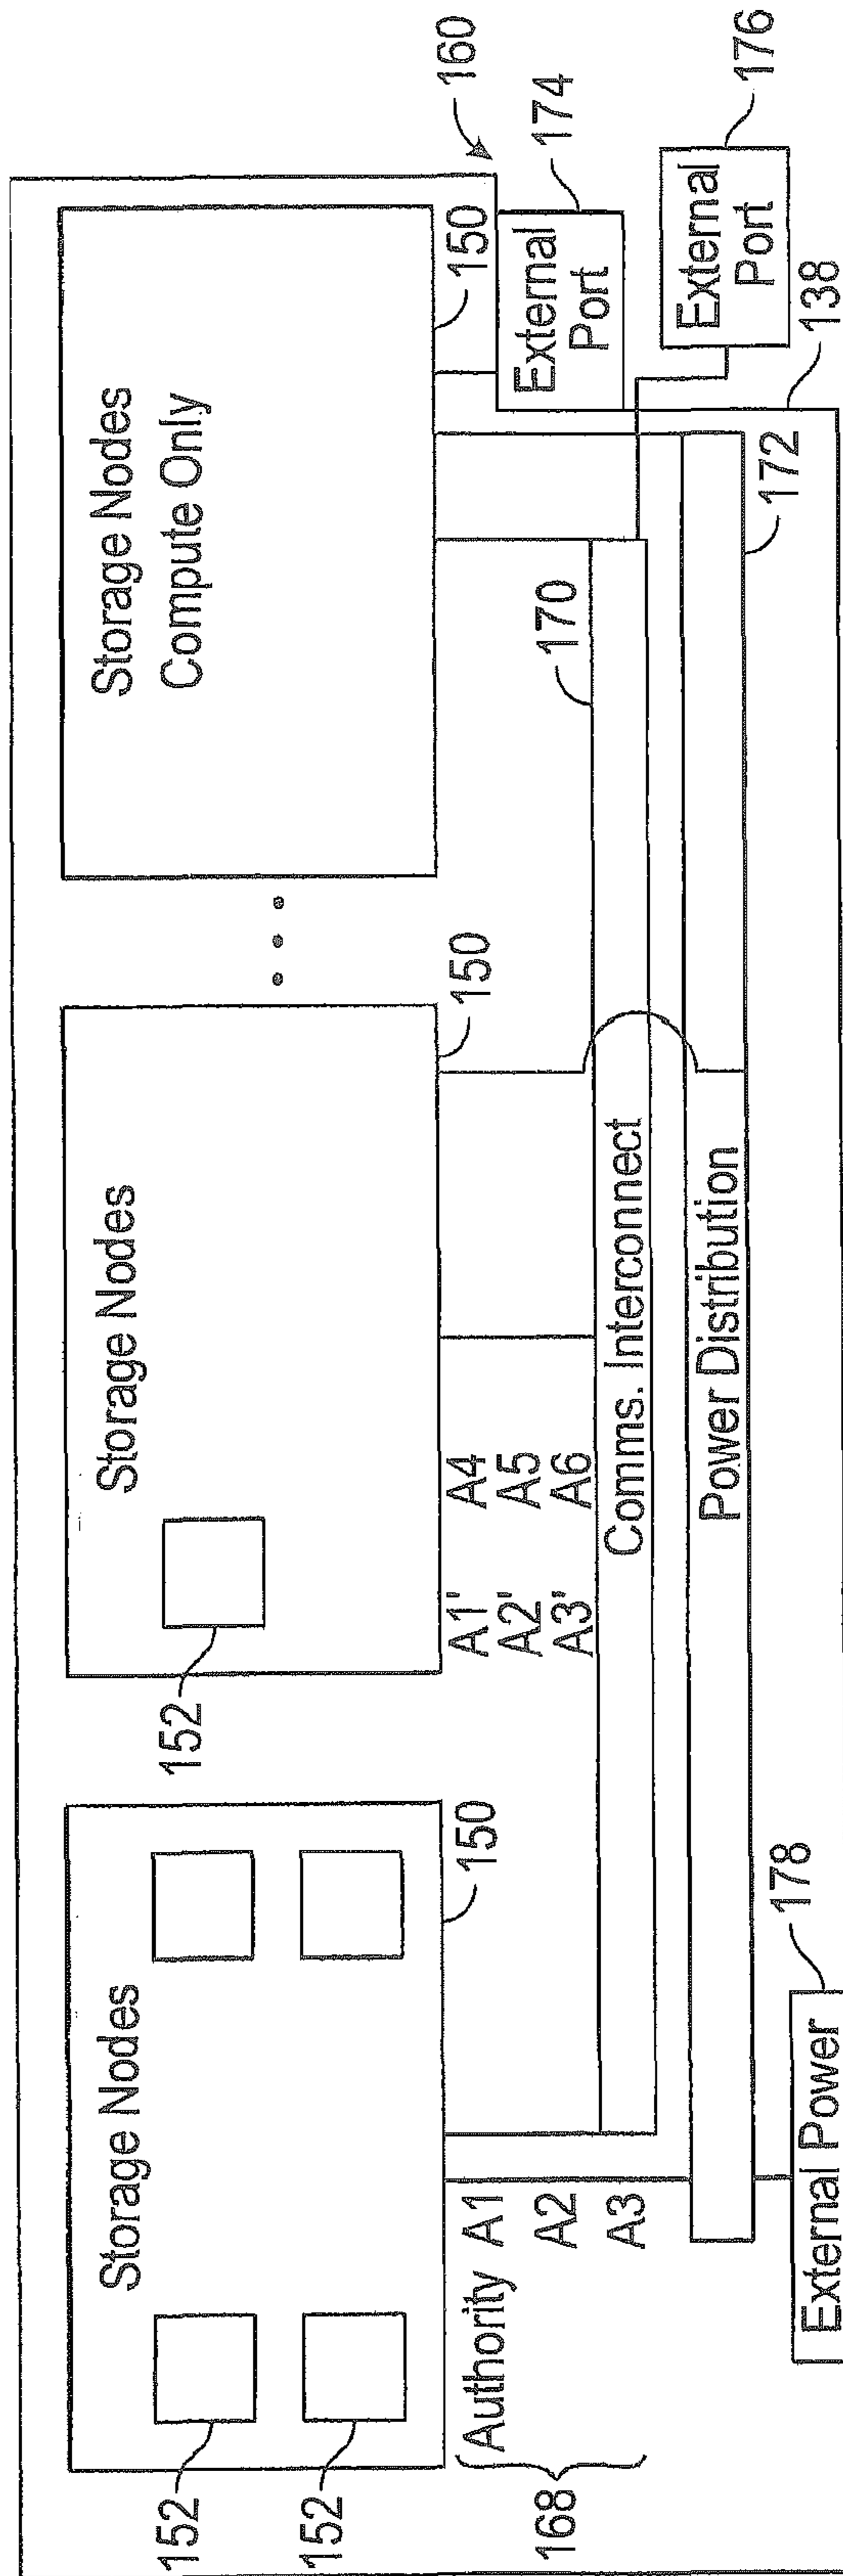 160
Storage Nodes
Storage Nodes
Storage Nodes
Compute Only
152
152
152
150
150
150
Authority A1
A2
A3
168
A1' A4
A2' A5
A3' A6
170
External
Port
174
Comms. Interconnect
External
Port
176
Power Distribution
172
138
External Power
178